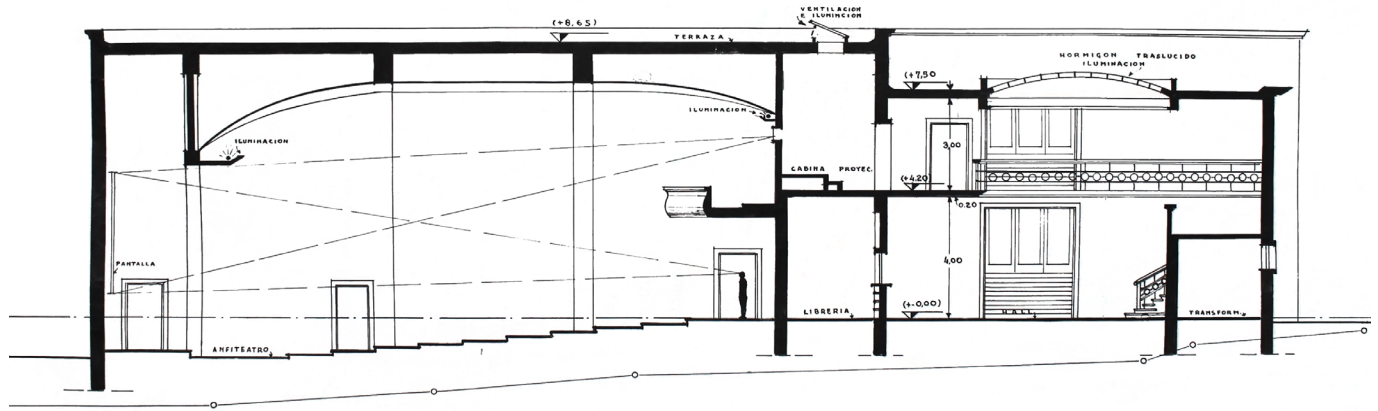 VENTILACION
E ILUMINCION
(+8,65)
TERRAZA
HORMIGON TRASLUCIDO
ILUMINACION
(+7,50
ILUMINACION
ILUMINACION
3,00
CABINA PROYEC.
(+4.20)
0.20
PANTALLA
4,00
(+-0,00)
LIBRERIA
HALL
TRANSFORM.
ANFITEATRO